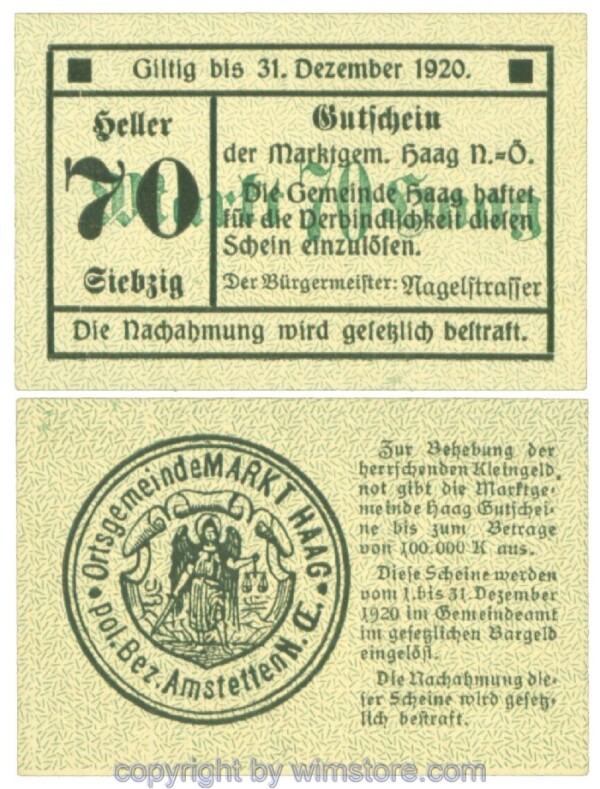 Giltig bis 31. Dezember 1920.
Heller
70
Siebzig
Gutschein
der Marktgem. Haag N.=Ö.
Die Gemeinde Haag haftet
für die Verbindlichkeit diesen
Schein einzulösen.
Der Bürgermeister: Nagelstrasser
Markt 70 Haag
Die Nachahmung wird gesetzlich bestraft.
Ortsgemeinde MARKT HAAG
pol. Bez. Amstetten N. Œ.
Zur Behebung der
herrschenden Kleingeld-
not gibt die Marktge-
meinde Haag Gutschei-
ne bis zum Betrage
von 100.000 K aus.
Diese Scheine werden
vom 1. bis 31. Dezember
1920 im Gemeindeamt
im gesetzlichen Bargeld
eingelöst.
Die Nachahmung die-
ser Scheine wird gesetz-
lich bestraft.
copyright by wimstore.com